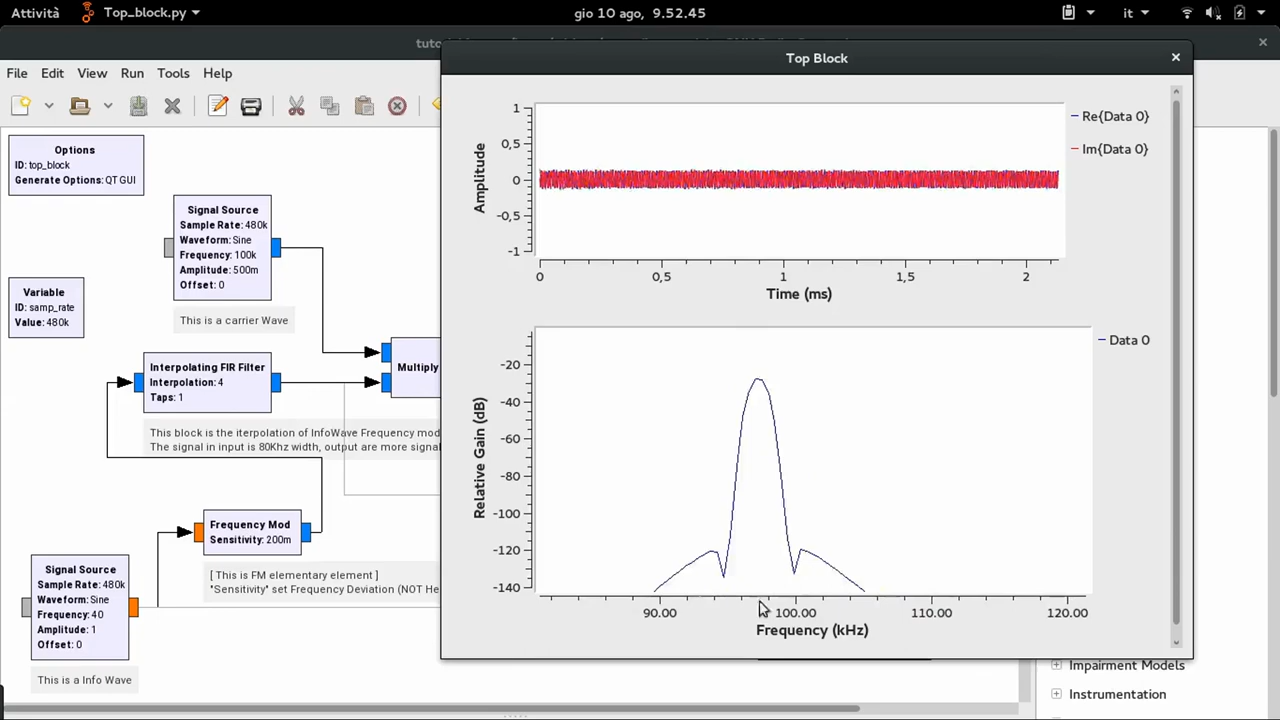 Attività
Top_block.py
gio 10 ago, 9.52.45
it
Top Block
File Edit View Run Tools Help
Options
ID: top_block
Generate Options: QT GUI
Signal Source
Sample Rate: 480k
Waveform: Sine
Frequency: 100k
Amplitude: 500m
Offset: 0
This is a carrier Wave
Variable
ID: samp_rate
Value: 480k
Interpolating FIR Filter
Interpolation: 4
Taps: 1
Multiply
This block is the iterpolation of InfoWave Frequency mod
The signal in input is 80Khz width, output are more signal
Frequency Mod
Sensitivity: 200m
[ This is FM elementary element ]
"Sensitivity" set Frequency Deviation (NOT He
Signal Source
Sample Rate: 480k
Waveform: Sine
Frequency: 40
Amplitude: 1
Offset: 0
This is a Info Wave
Amplitude
1
0,5
0
-0,5
-1
0 0,5 1 1,5 2
Time (ms)
Re{Data 0}
Im{Data 0}
Relative Gain (dB)
-20
-40
-60
-80
-100
-120
-140
90.00 100.00 110.00 120.00
Frequency (kHz)
Data 0
Impairment Models
Instrumentation